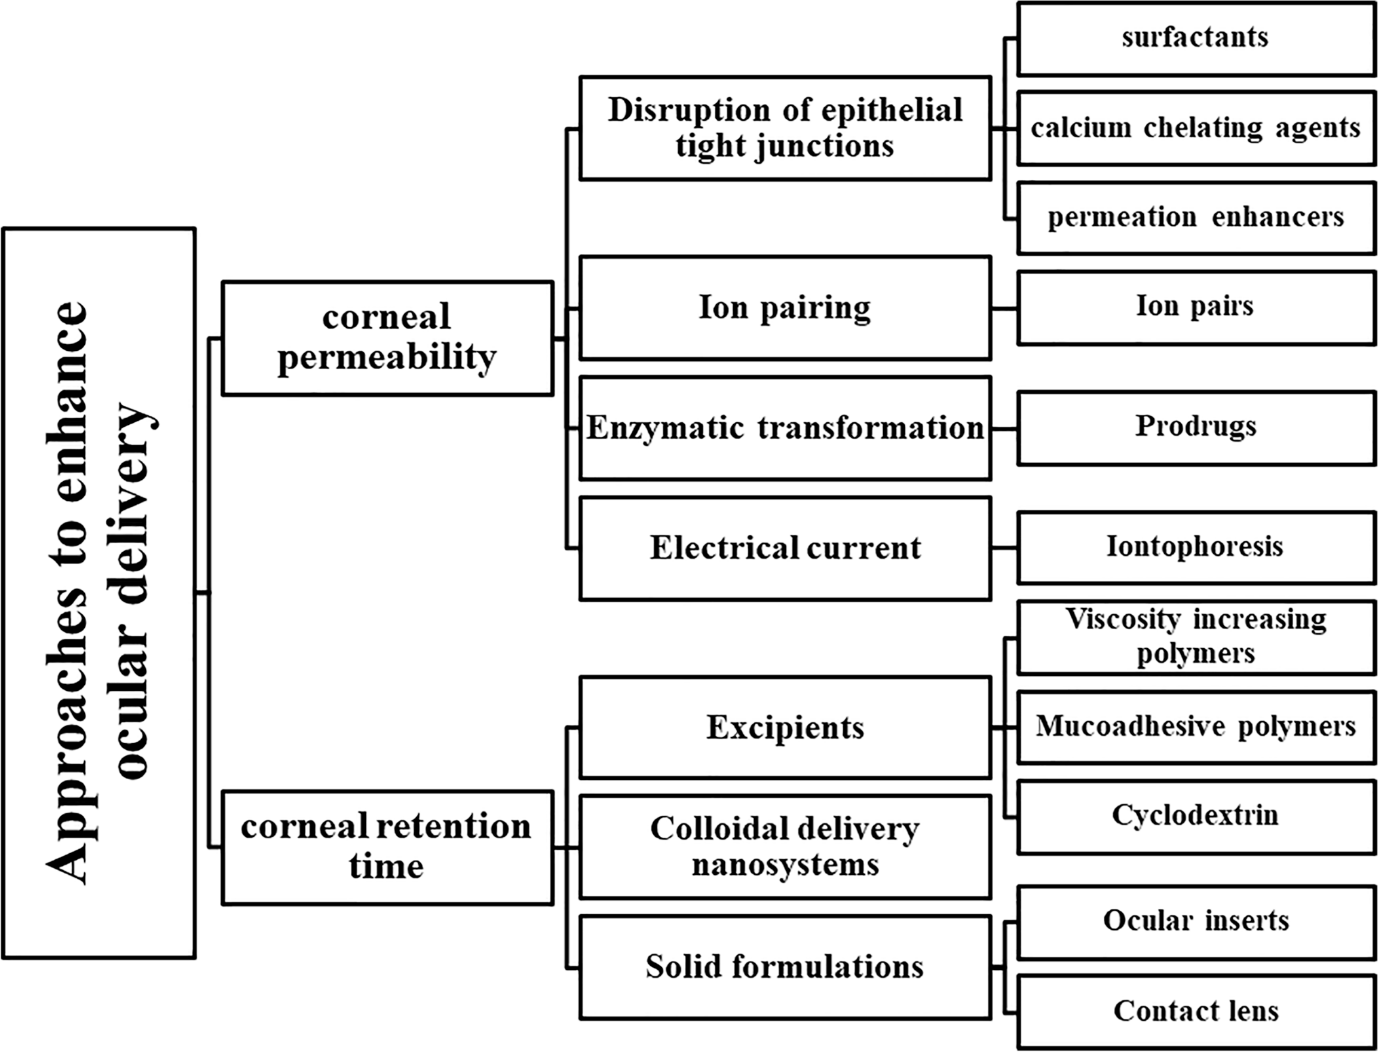 Approaches to enhance
ocular delivery
corneal
permeability
Disruption of epithelial
tight junctions
surfactants
calcium chelating agents
permeation enhancers
Ion pairing
Ion pairs
Enzymatic transformation
Prodrugs
Electrical current
Iontophoresis
corneal retention
time
Excipients
Viscosity increasing
polymers
Mucoadhesive polymers
Cyclodextrin
Colloidal delivery
nanosystems
Solid formulations
Ocular inserts
Contact lens